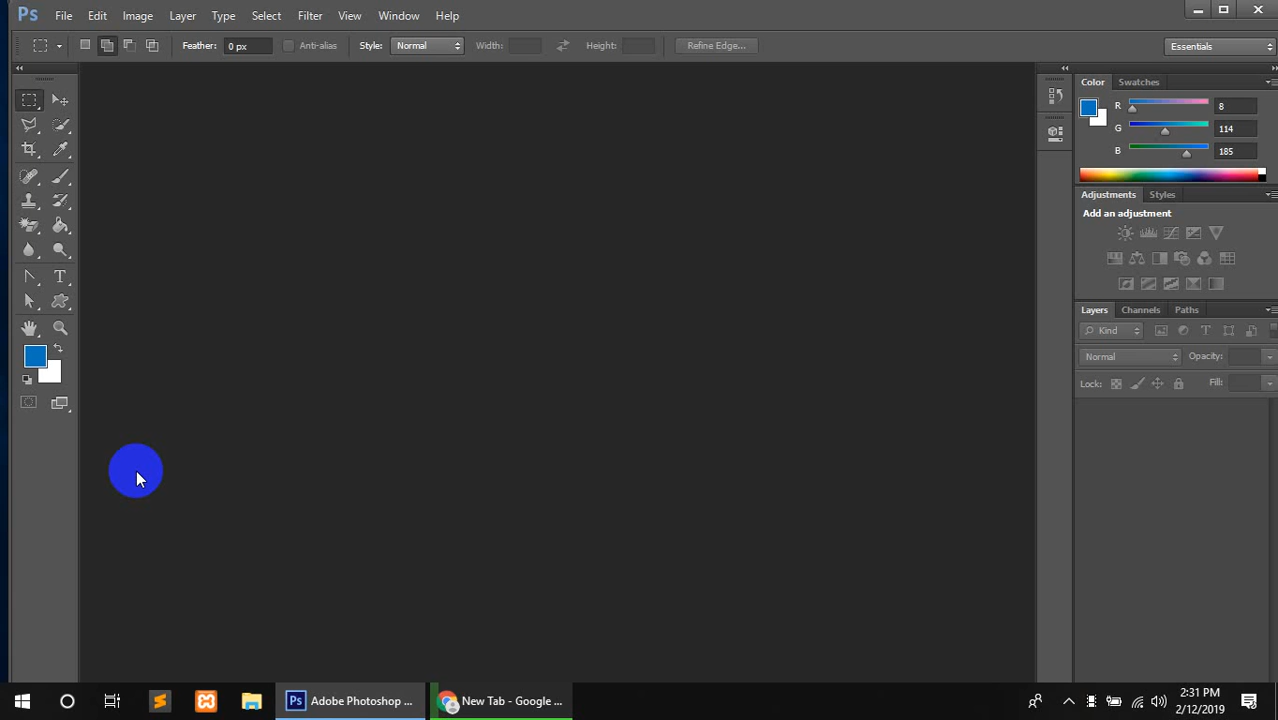 Ps File Edit Image Layer Type Select Filter View Window Help
Feather: 0 px Anti-alias Style: Normal Width: Height: Refine Edge... Essentials
Color Swatches
R 8
G 114
B 185
Adjustments Styles
Add an adjustment
Layers Channels Paths
Kind T
Normal Opacity:
Lock: Fill:
T
Ps Adobe Photoshop ... New Tab - Google ...
2:31 PM
2/12/2019